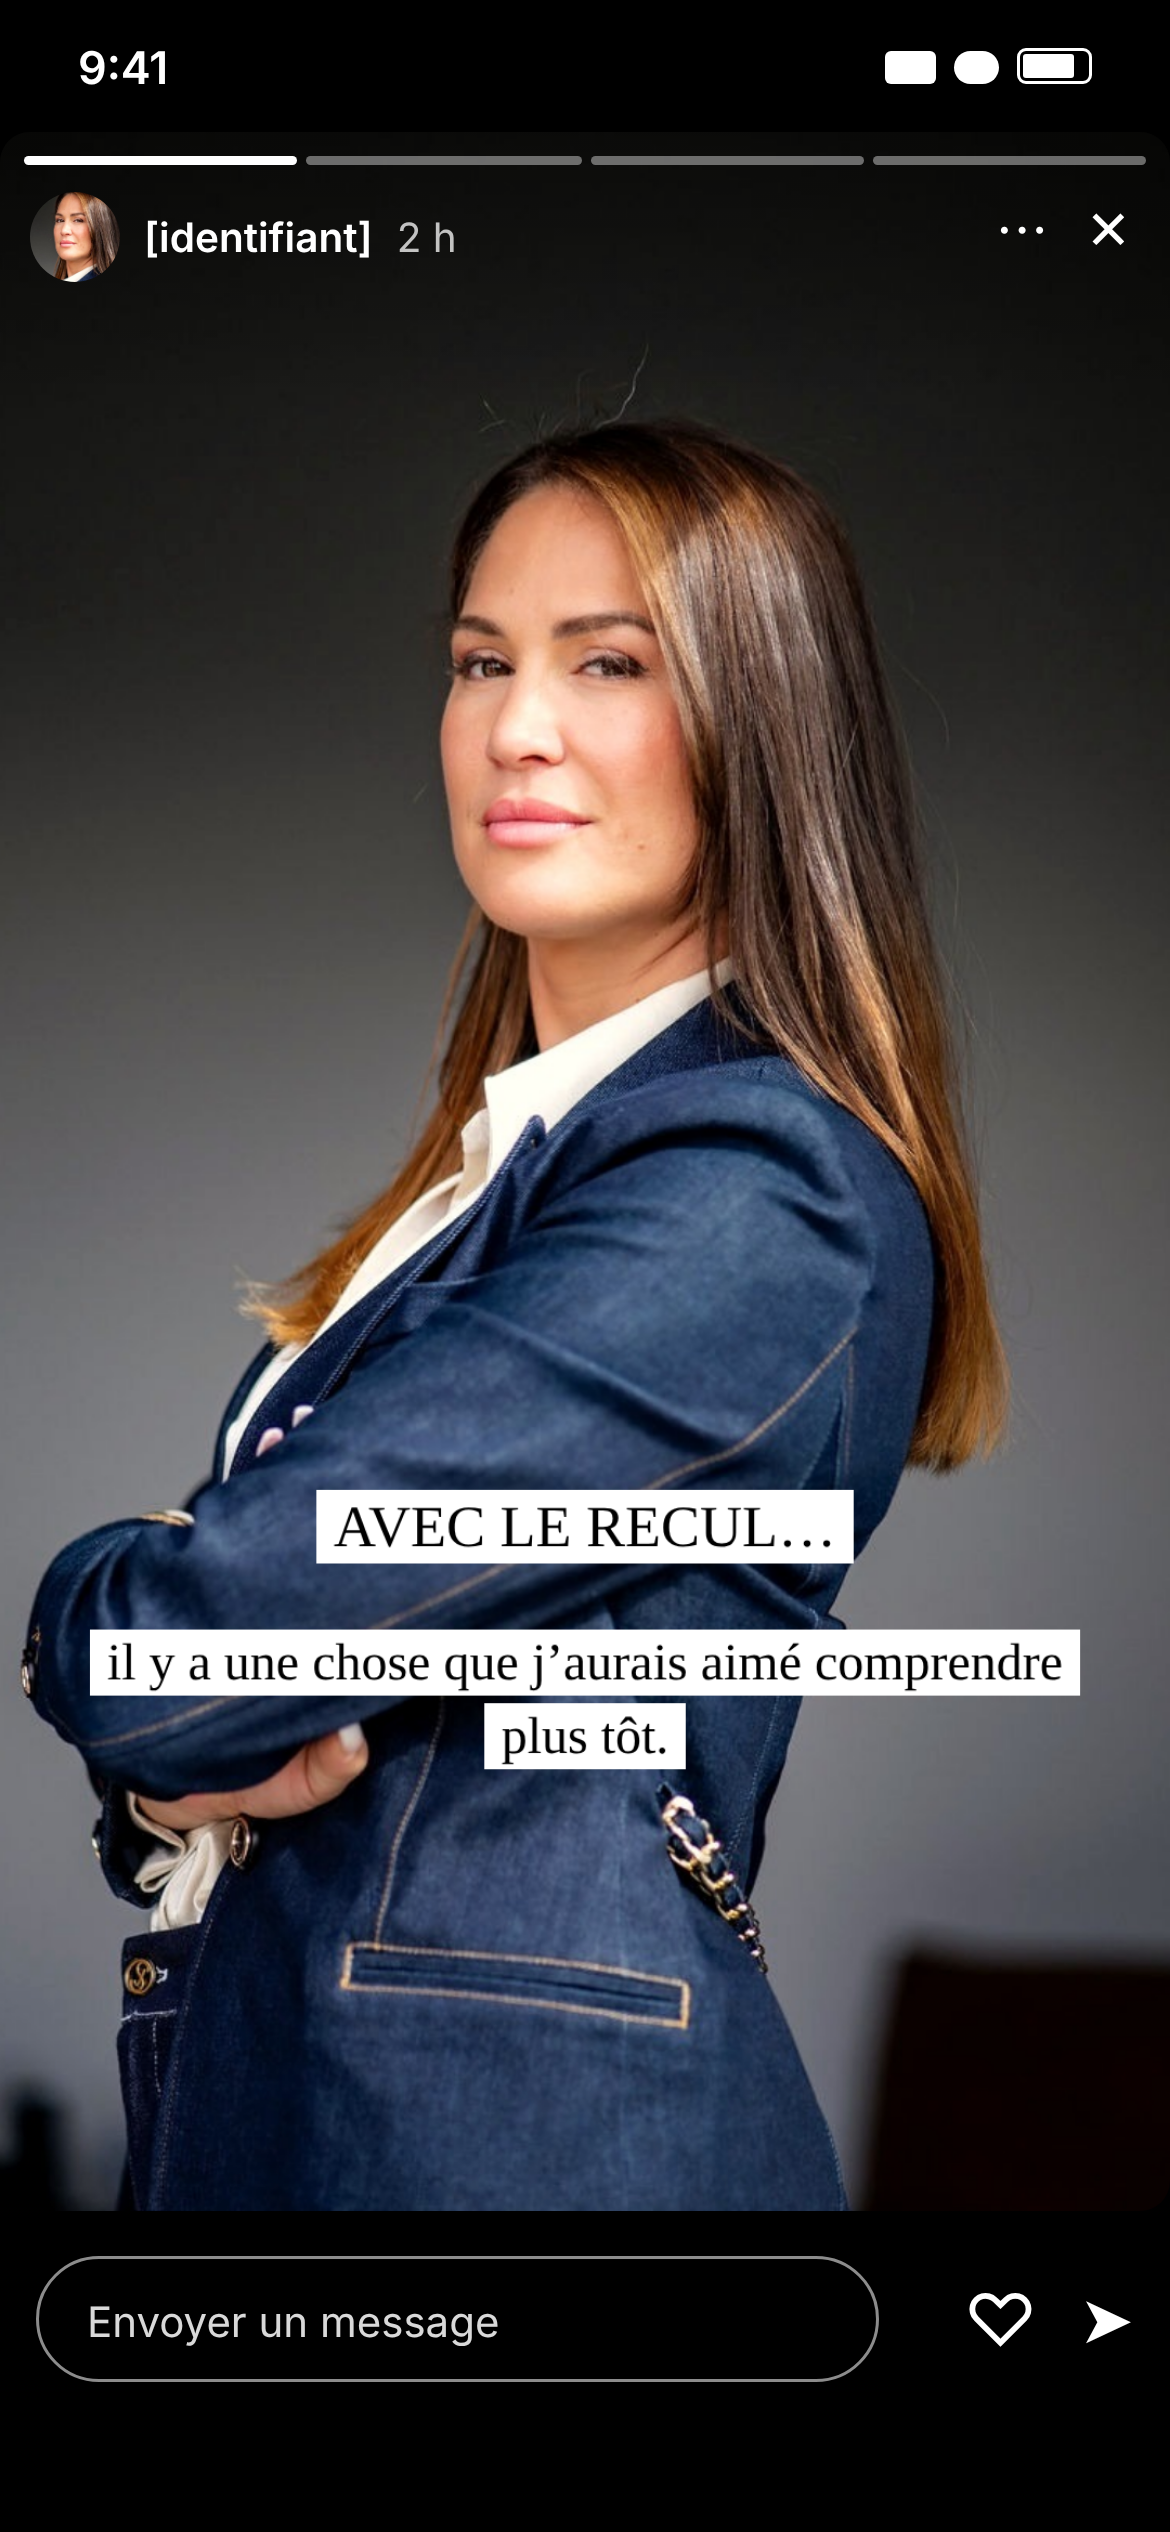 9:41
[identifiant] 2 h
AVEC LE RECUL…
il y a une chose que j’aurais aimé comprendre
plus tôt.
Envoyer un message